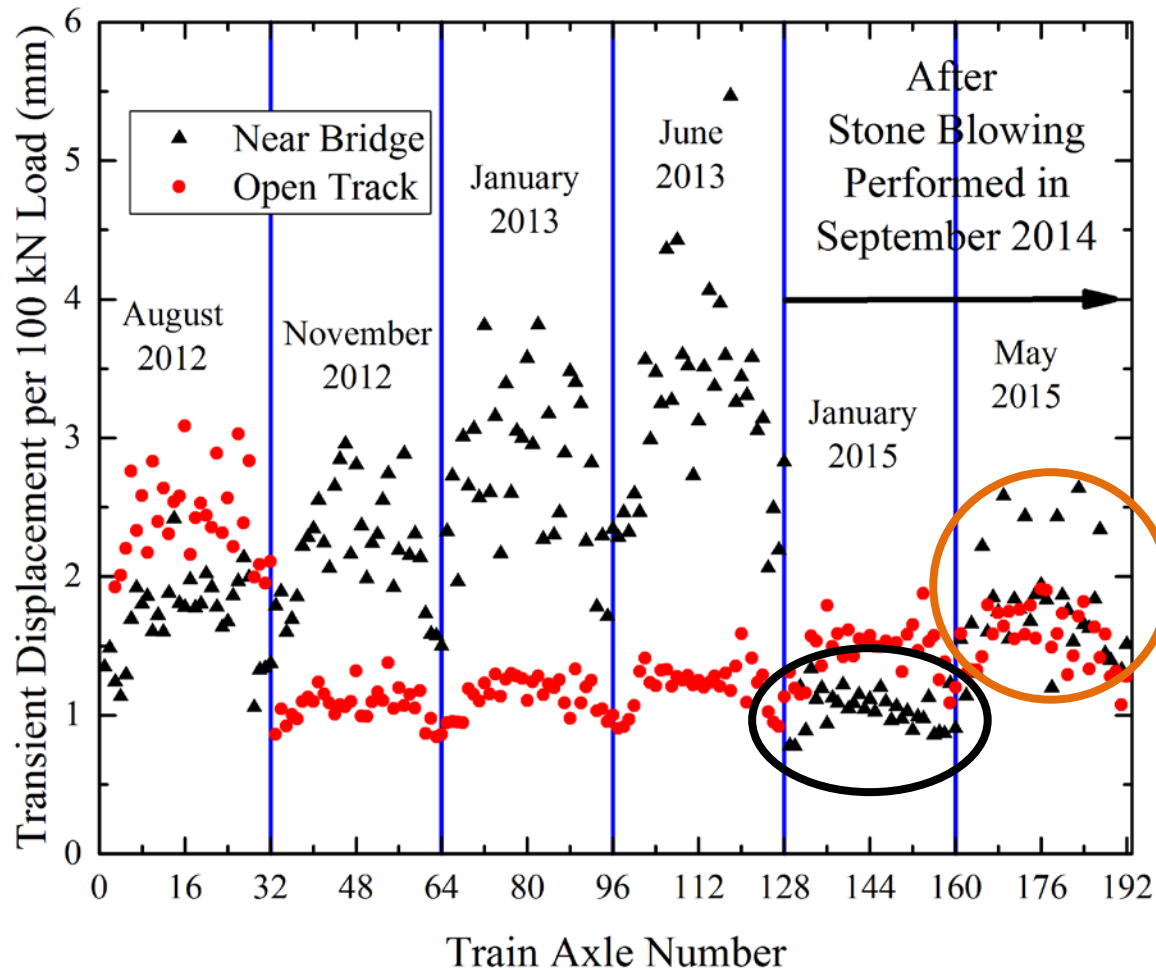 Transient Displacement per 100 kN Load (mm)
6
5
4
3
2
1
0
Near Bridge
Open Track
August
2012
November
2012
January
2013
June
2013
After
Stone Blowing
Performed in
September 2014
January
2015
May
2015
0 16 32 48 64 80 96 112 128 144 160 176 192
Train Axle Number